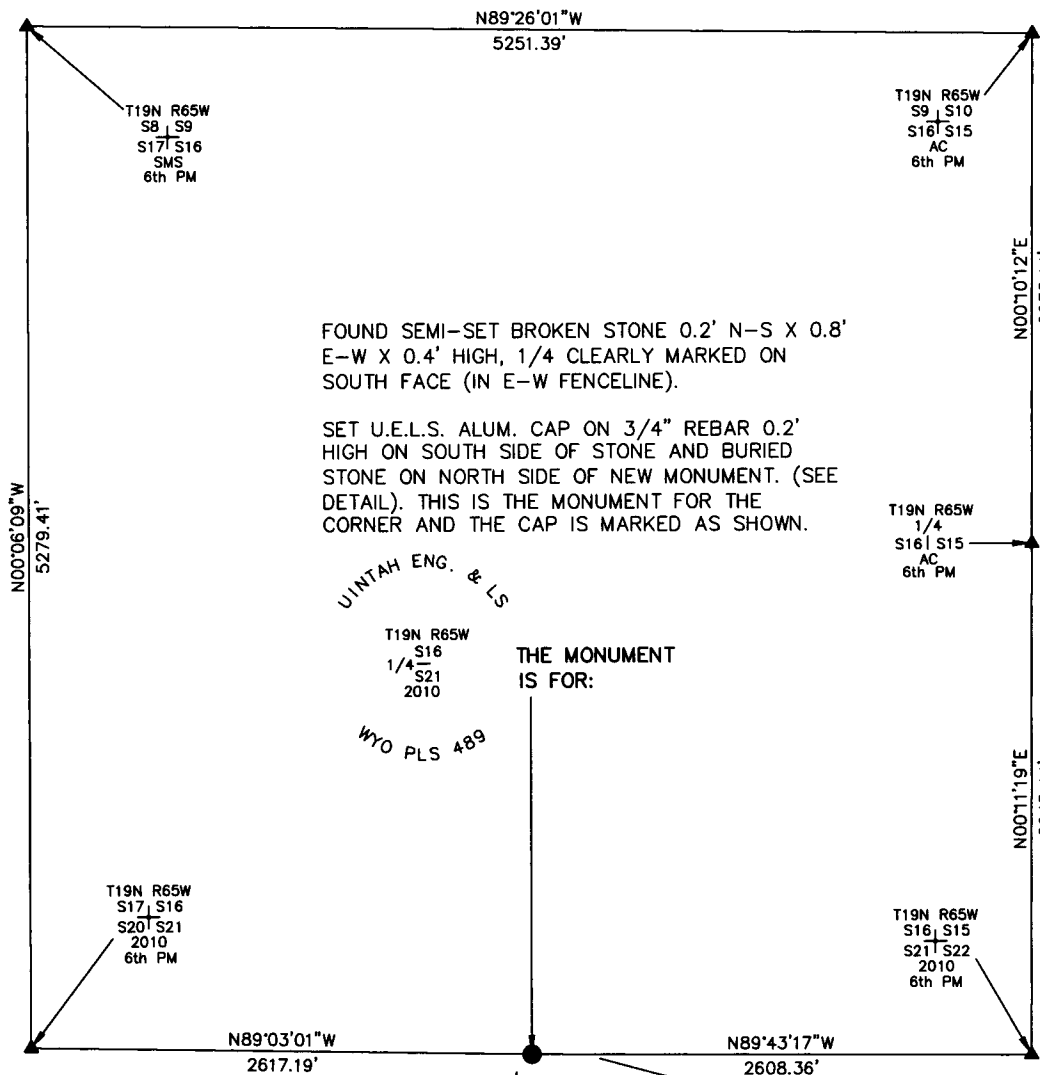 N89°26'01"W
5251.39'
T19N R65W
S8 S9
S17 S16
SMS
6th PM
T19N R65W
S9 S10
S16 S15
AC
6th PM
N00°10'12"E
FOUND SEMI-SET BROKEN STONE 0.2' N-S X 0.8'
E-W X 0.4' HIGH, 1/4 CLEARLY MARKED ON
SOUTH FACE (IN E-W FENCELINE).
SET U.E.L.S. ALUM. CAP ON 3/4" REBAR 0.2'
HIGH ON SOUTH SIDE OF STONE AND BURIED
STONE ON NORTH SIDE OF NEW MONUMENT. (SEE
DETAIL). THIS IS THE MONUMENT FOR THE
CORNER AND THE CAP IS MARKED AS SHOWN.
N00°06'09"W
5279.41'
T19N R65W
1/4
S16 S15
AC
6th PM
UINTAH ENG. & LS
T19N R65W
S16
1/4
S21
2010
WYO PLS 489
THE MONUMENT
IS FOR:
N00°11'19"E
T19N R65W
S17 S16
S20 S21
2010
6th PM
T19N R65W
S16 S15
S21 S22
2010
6th PM
N89°03'01"W
2617.19'
N89°43'17"W
2608.36'